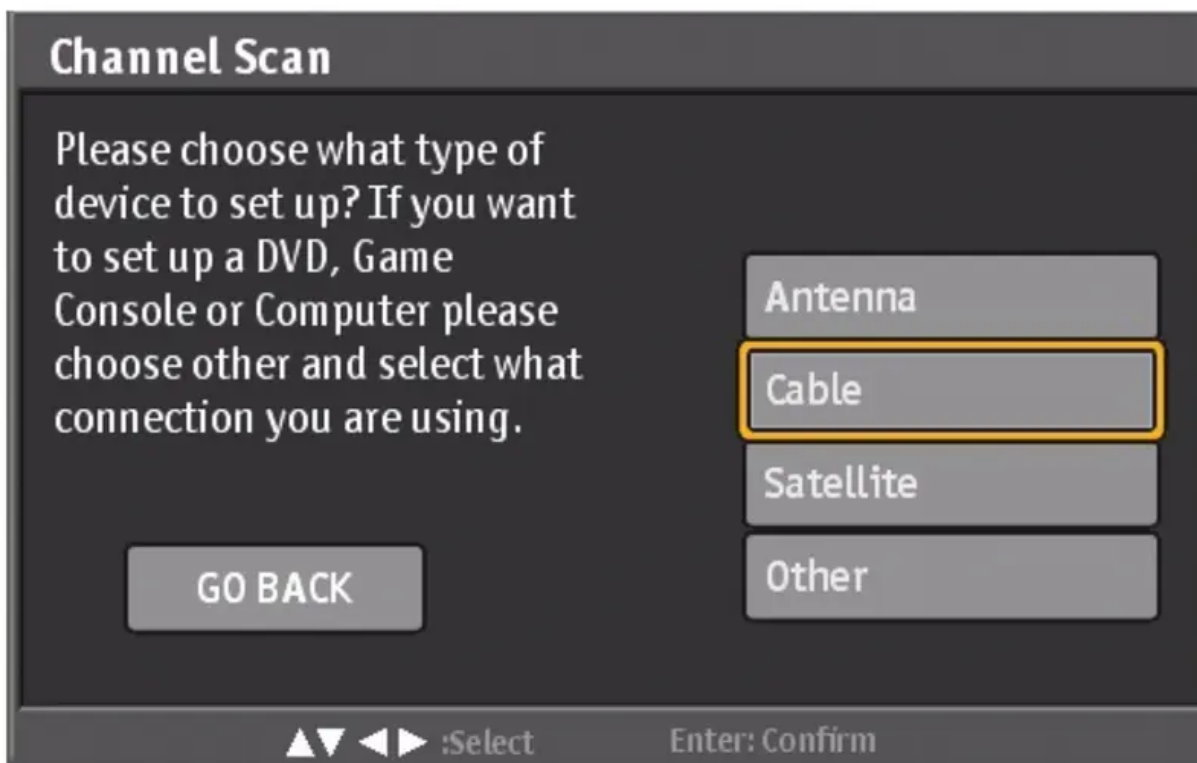 Channel Scan
Please choose what type of
device to set up? If you want
to set up a DVD, Game
Console or Computer please
choose other and select what
connection you are using.
Antenna
Cable
Satellite
Other
GO BACK
▲▼ ◀ ▶ :Select Enter: Confirm